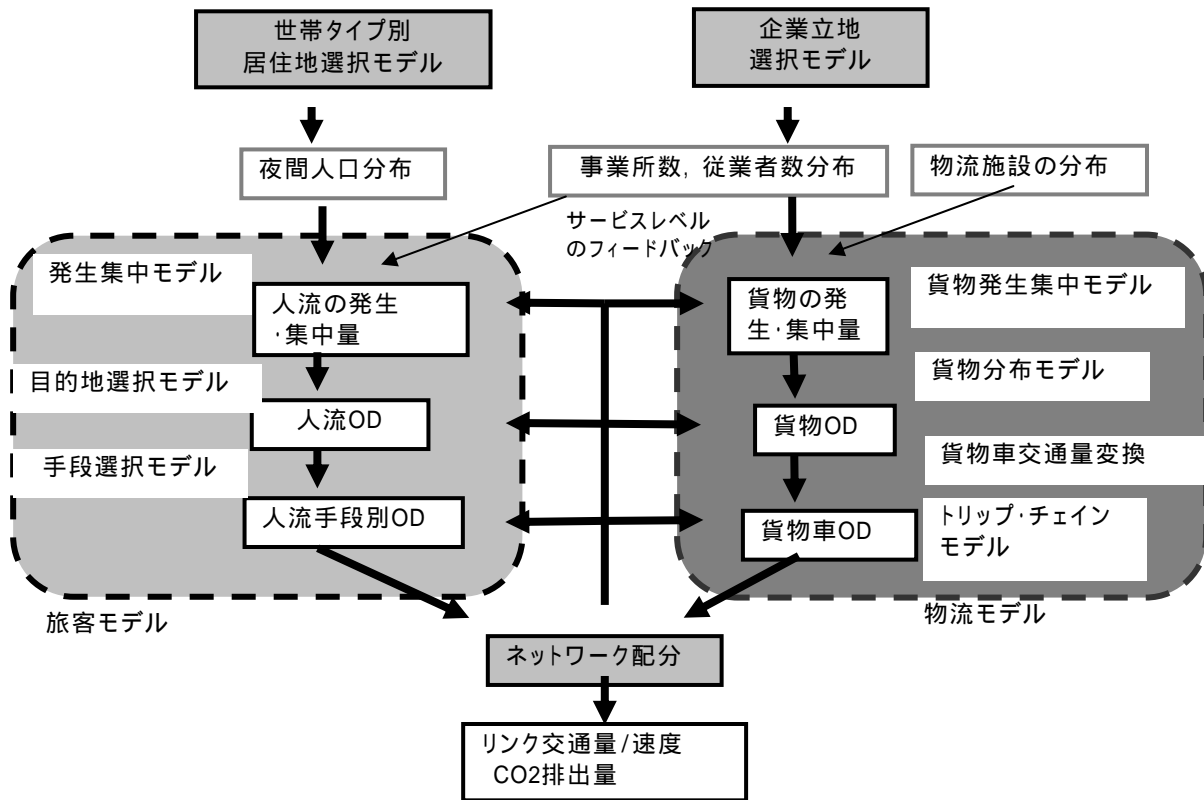 世帯タイプ別
居住地選択モデル
企業立地
選択モデル
夜間人口分布
事業所数, 従業者数分布
物流施設の分布
サービスレベル
のフィードバック
発生集中モデル
人流の発生
・集中量
貨物の発
生・集中量
貨物発生集中モデル
目的地選択モデル
人流OD
貨物OD
貨物分布モデル
手段選択モデル
人流手段別OD
貨物車OD
貨物車交通量変換
トリップ・チェイン
モデル
旅客モデル
物流モデル
ネットワーク配分
リンク交通量/速度
CO2排出量